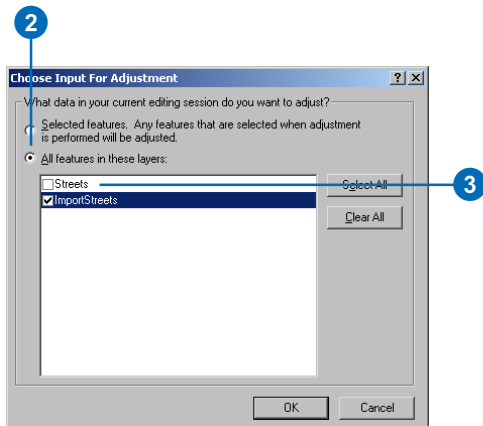 2
Choose Input For Adjustment
What data in your current editing session do you want to adjust?
Selected features. Any features that are selected when adjustment
is performed will be adjusted.
All features in these layers:
Streets
Select All
3
ImportStreets
Clear All
OK
Cancel